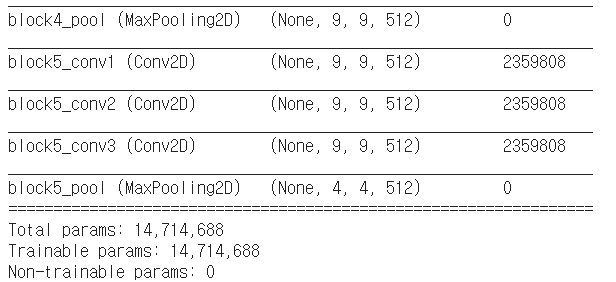 block4_pool (MaxPooling2D) (None, 9, 9, 512) 0
block5_conv1 (Conv2D) (None, 9, 9, 512) 2359808
block5_conv2 (Conv2D) (None, 9, 9, 512) 2359808
block5_conv3 (Conv2D) (None, 9, 9, 512) 2359808
block5_pool (MaxPooling2D) (None, 4, 4, 512) 0
Total params: 14,714,688
Trainable params: 14,714,688
Non-trainable params: 0